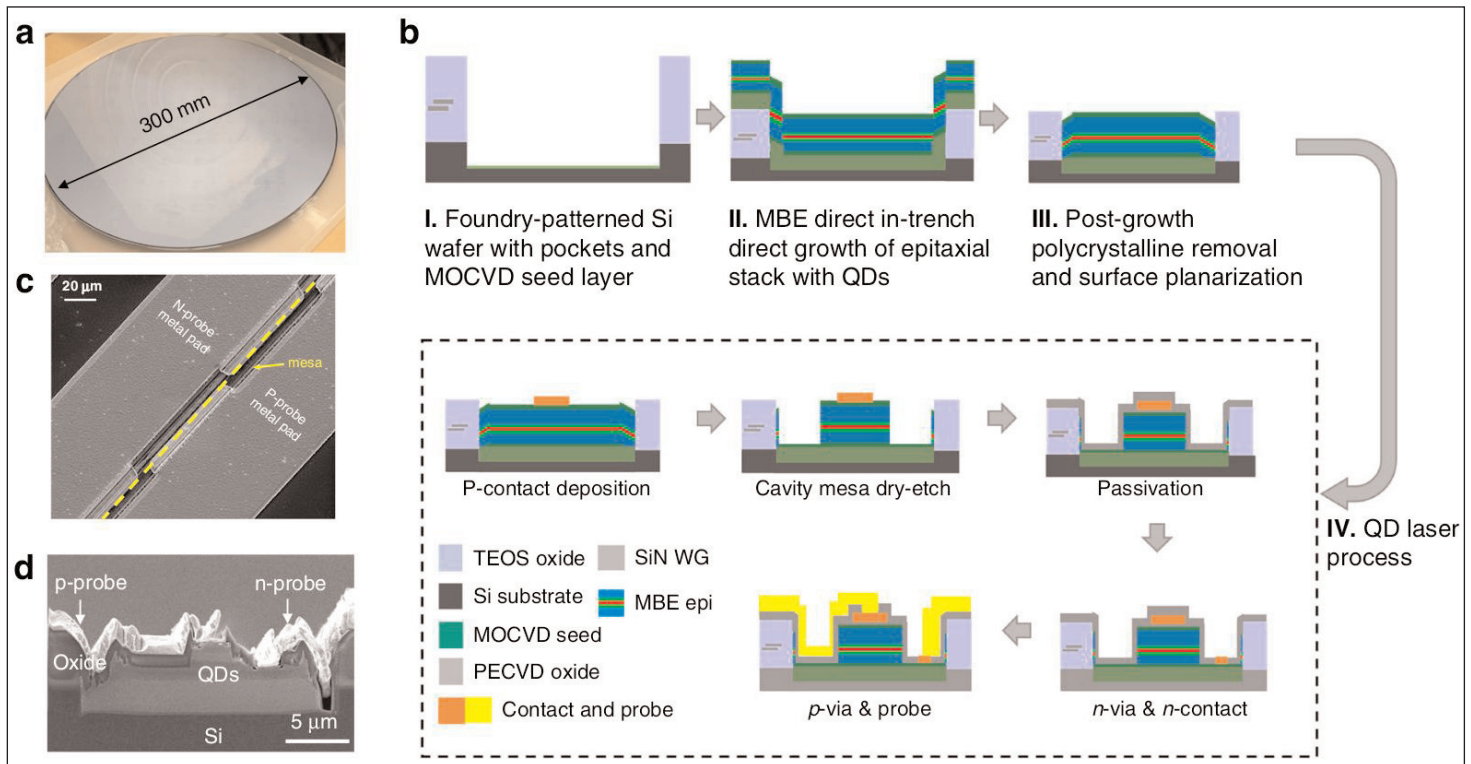 a
300 mm
b
I. Foundry-patterned Si
wafer with pockets and
MOCVD seed layer
II. MBE direct in-trench
direct growth of epitaxial
stack with QDs
III. Post-growth
polycrystalline removal
and surface planarization
c
20 μm
N-probe
metal pad
mesa
P-probe
metal pad
P-contact deposition
Cavity mesa dry-etch
Passivation
IV. QD laser
process
TEOS oxide
Si substrate
MOCVD seed
PECVD oxide
Contact and probe
SiN WG
MBE epi
p-via & probe
n-via & n-contact
d
p-probe
n-probe
Oxide
QDs
5 μm
Si